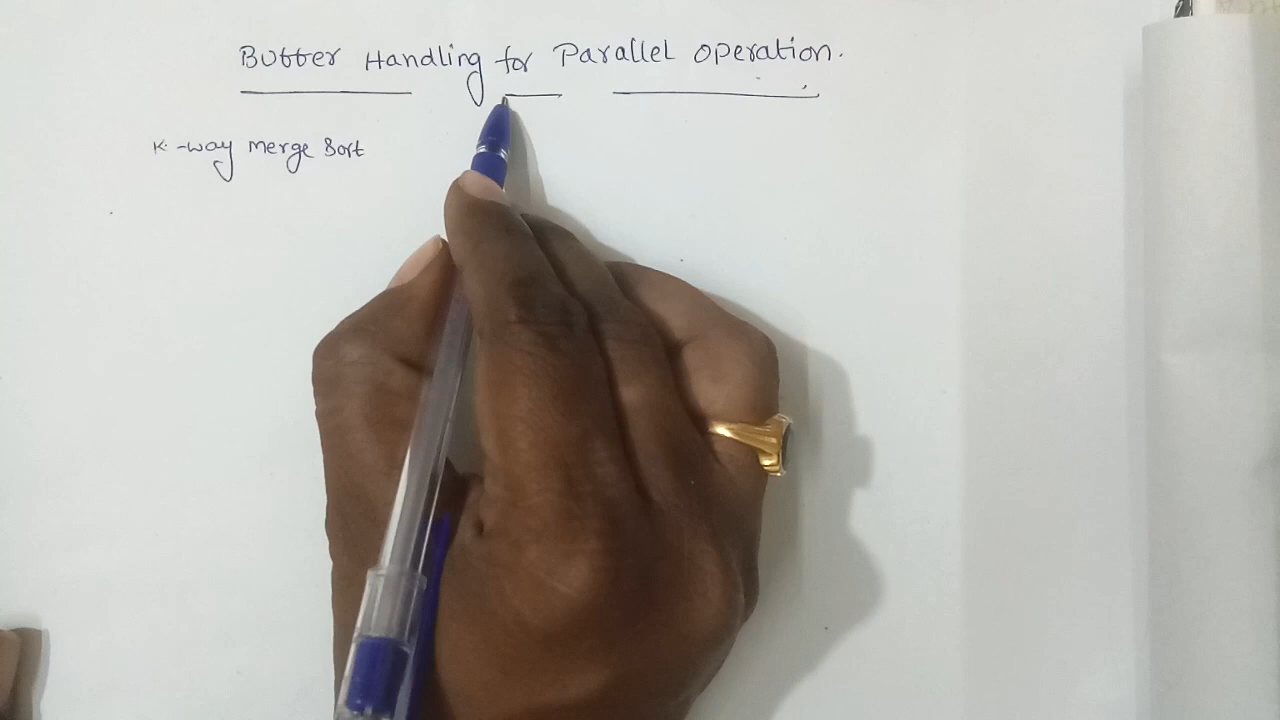 Buffer Handling for Parallel operation.
K-way merge Sort